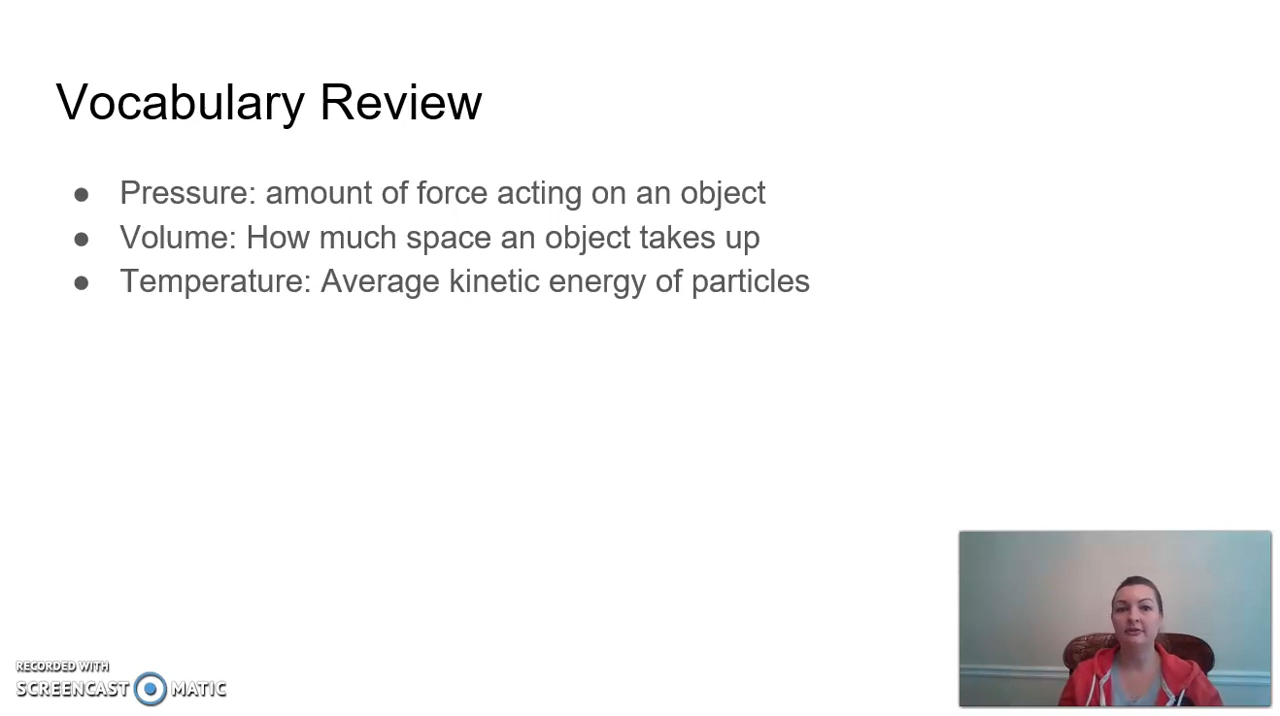 Vocabulary Review
● Pressure: amount of force acting on an object
● Volume: How much space an object takes up
● Temperature: Average kinetic energy of particles
RECORDED WITH
SCREENCAST MATIC